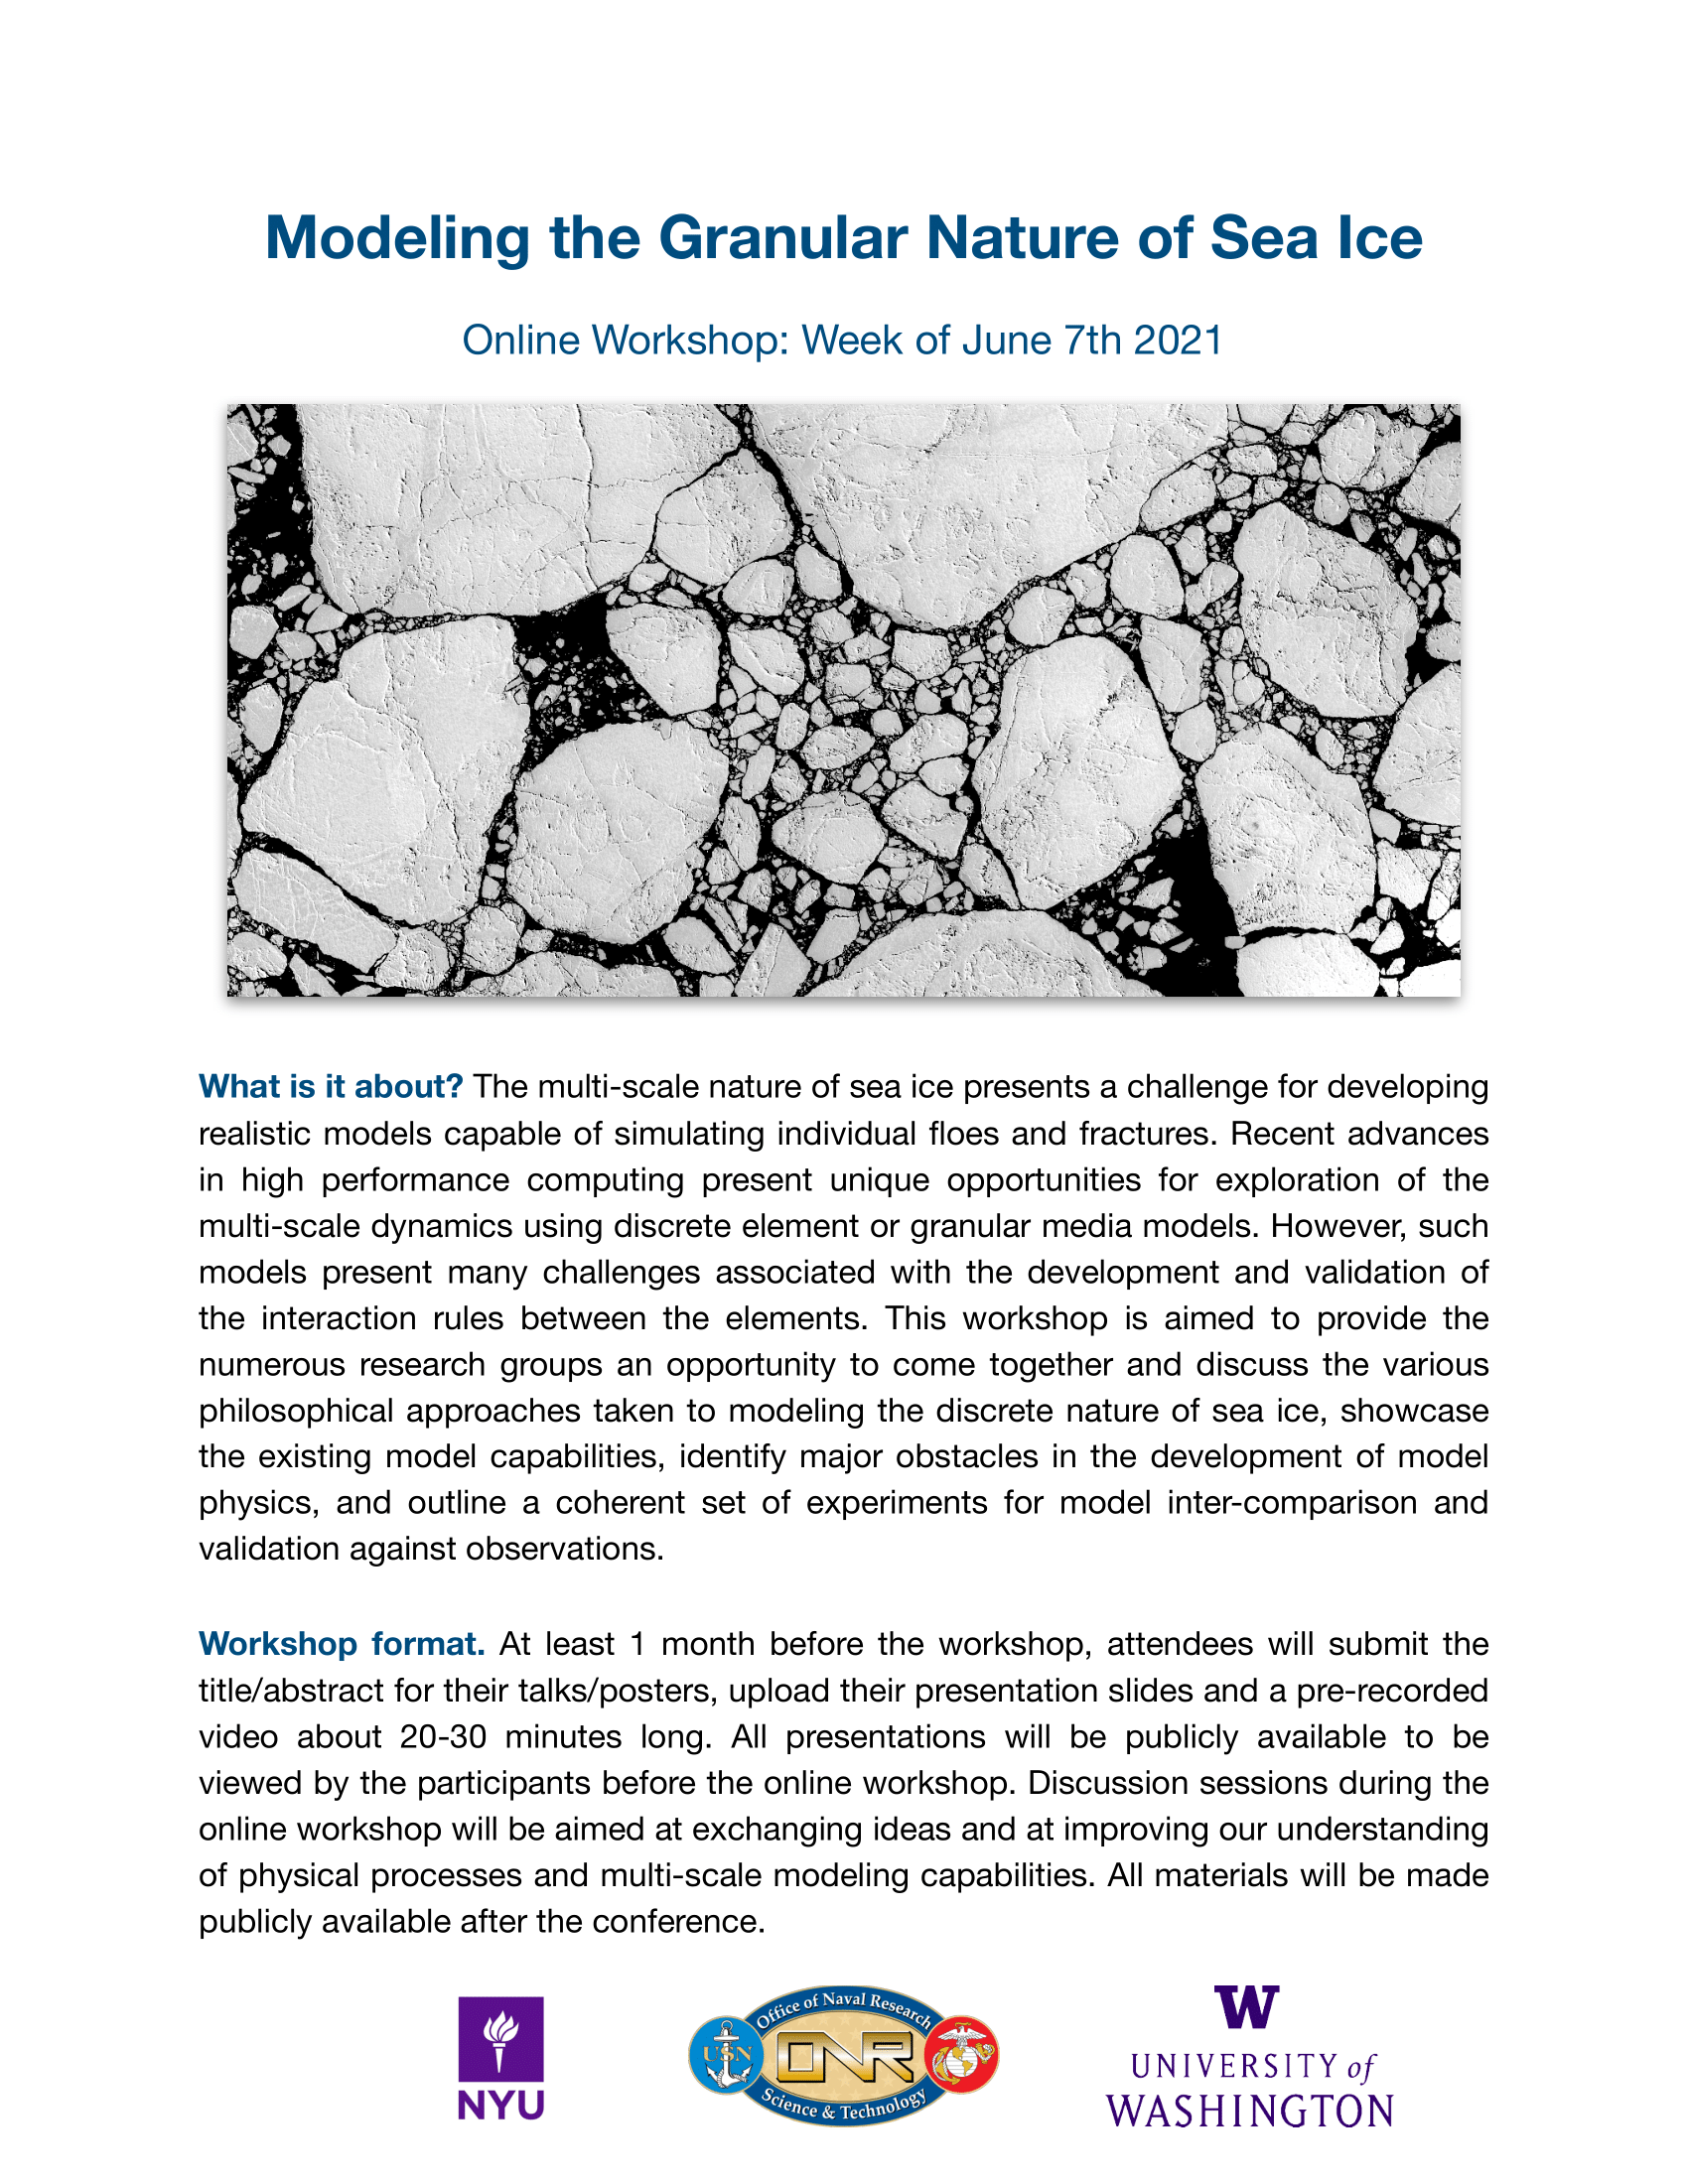 Modeling the Granular Nature of Sea Ice
Online Workshop: Week of June 7th 2021
What is it about? The multi-scale nature of sea ice presents a challenge for developing
realistic models capable of simulating individual floes and fractures. Recent advances
in high performance computing present unique opportunities for exploration of the
multi-scale dynamics using discrete element or granular media models. However, such
models present many challenges associated with the development and validation of
the interaction rules between the elements. This workshop is aimed to provide the
numerous research groups an opportunity to come together and discuss the various
philosophical approaches taken to modeling the discrete nature of sea ice, showcase
the existing model capabilities, identify major obstacles in the development of model
physics, and outline a coherent set of experiments for model inter-comparison and
validation against observations.
Workshop format. At least 1 month before the workshop, attendees will submit the
title/abstract for their talks/posters, upload their presentation slides and a pre-recorded
video about 20-30 minutes long. All presentations will be publicly available to be
viewed by the participants before the online workshop. Discussion sessions during the
online workshop will be aimed at exchanging ideas and at improving our understanding
of physical processes and multi-scale modeling capabilities. All materials will be made
publicly available after the conference.
NYU
Office of Naval Research
USN
ONR
Science & Technology
W
UNIVERSITY of
WASHINGTON